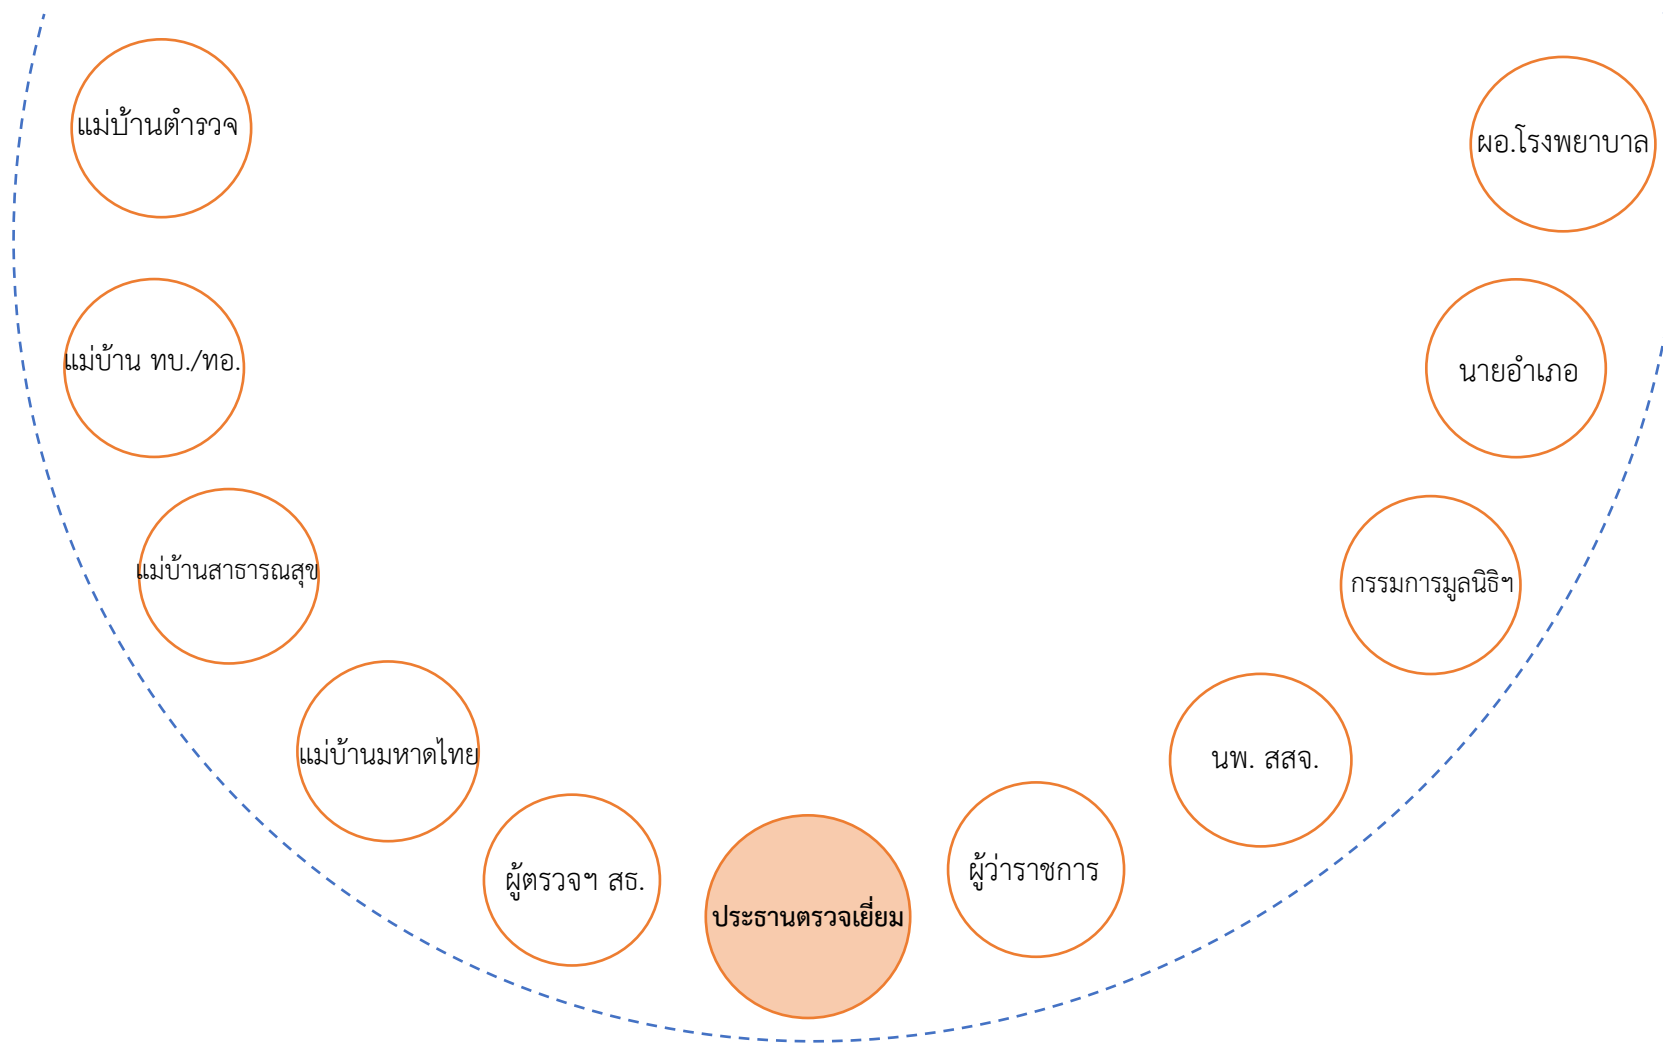 แม่บ้านตำรวจ
ผอ.โรงพยาบาล
แม่บ้าน ทบ./ทอ.
นายอำเภอ
แม่บ้านสาธารณสุข
กรรมการมูลนิธิฯ
แม่บ้านมหาดไทย
นพ. สสจ.
ผู้ตรวจฯ สธ.
ผู้ว่าราชการ
ประธานตรวจเยี่ยม